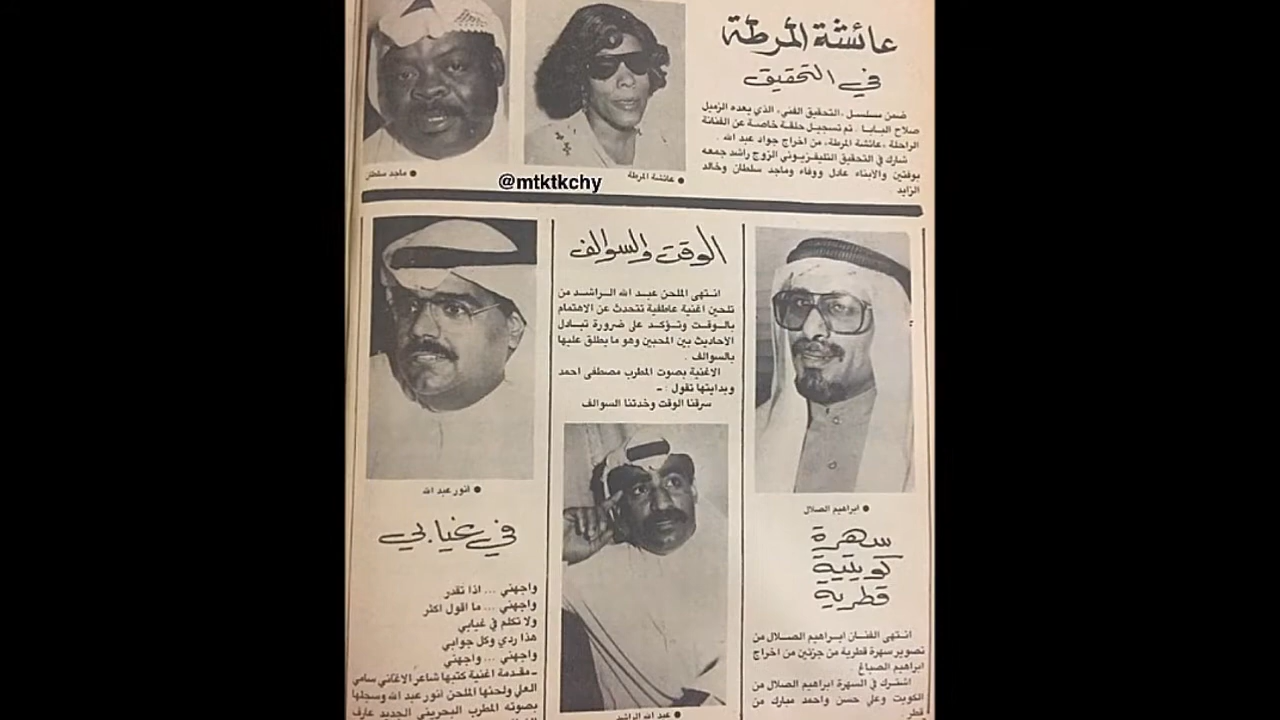 عائشة المرطة
في التحقيق
ضمن سلسل «التحقيق الفني» الذي يعده الزميل
صلاح البابا . تم تسجيل حلقة خاصة عن الفنانة
الراحلة «عائشة المرطة» من اخراج جواد عبد الله .
شارك في التحقيق التليفزيوني الزوج راشد جمعه
بوفتين والأبناء عادل ووفاء وماجد سلطان وخالد
الزايد .
● عائشة المرطة
● ماجد سلطان
@mtktkchy
● ابراهيم الصلال
سهرة
كويتية
قطرية
انتهى الفنان ابراهيم الصلال من
تصوير سهرة قطرية من جزئين من اخراج
ابراهيم الصباغ .
اشترك في السهرة ابراهيم الصلال من
الكويت وعلي حسن واحمد مبارك من
قطر .
الوقت والسوالف
انتهى الملحن عبد الله الراشد من
تلحين اغنية عاطفية تتحدث عن الاهتمام
بالوقت وتؤكد على ضرورة تبادل
الاحاديث بين المحبين وهو ما يطلق عليها
بالسوالف .
الاغنية بصوت المطرب مصطفى احمد
وبدايتها تقول : -
سرقنا الوقت وخدتنا السوالف
● عبد الله الراشد
● انور عبد الله
في غيابي
واجهني ... اذا تقدر
واجهني ... ما اقول اكثر
ولا تكلم في غيابي
هذا ردي وكل جوابي
واجهني ... واجهني
- مقدمة اغنية كتبها شاعر الاغاني سامي
العلي ولحنها الملحن انور عبد الله وسجلها
بصوته المطرب البحريني الجديد عارف